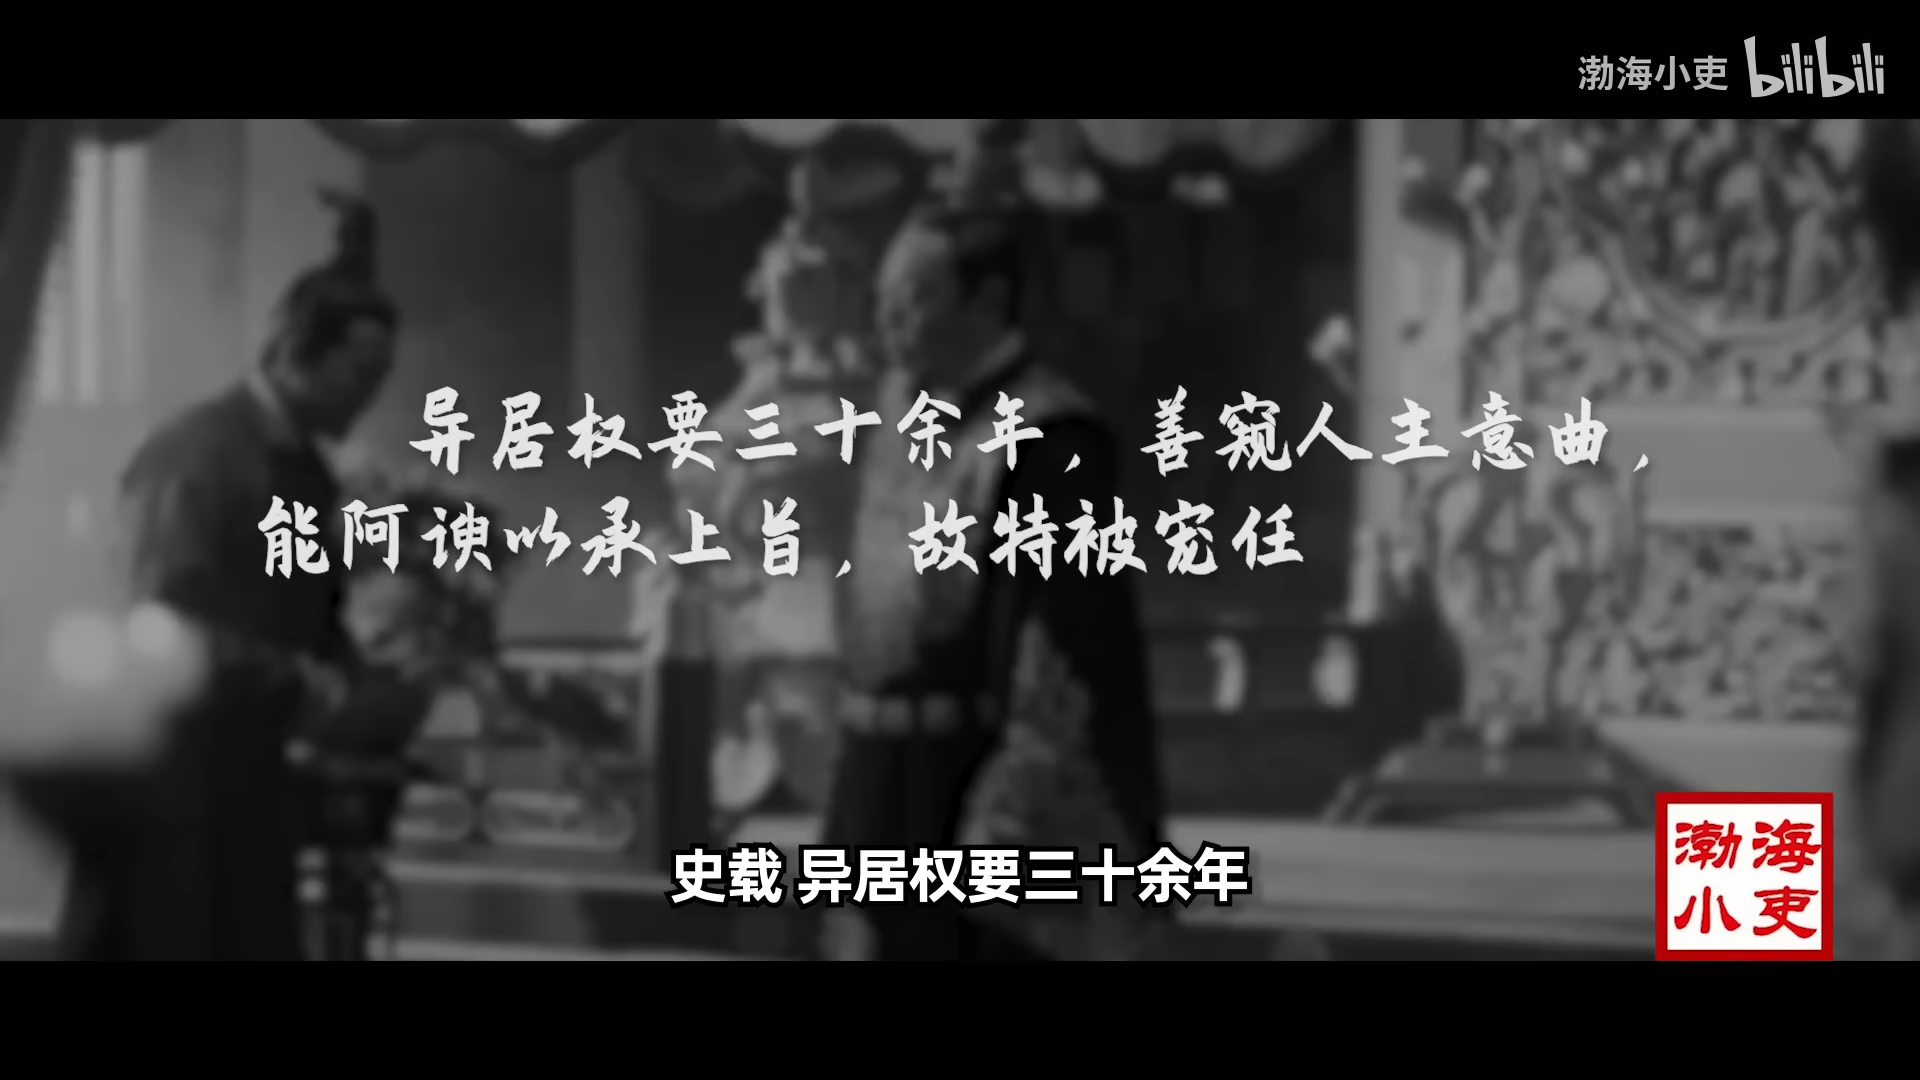 渤海小吏 bilibili
异居权要三十余年，善窥人主意曲，
能阿谀以承上旨，故特被宠任
史载 异居权要三十余年
渤海
小吏